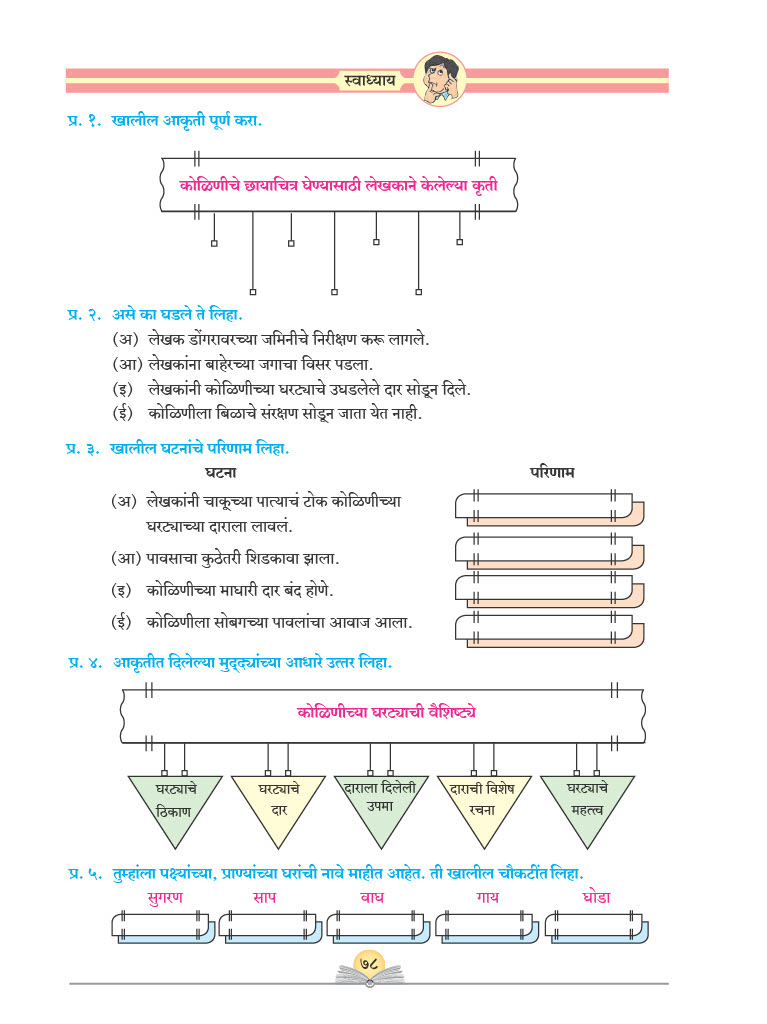 स्वाध्याय
प्र. १. खालील आकृती पूर्ण करा.
कोळिणीचे छायाचित्र घेण्यासाठी लेखकाने केलेल्या कृती
प्र. २. असे का घडले ते लिहा.
(अ) लेखक डोंगरावरच्या जमिनीचे निरीक्षण करू लागले.
(आ) लेखकांना बाहेरच्या जगाचा विसर पडला.
(इ) लेखकांनी कोळिणीच्या घरट्याचे उघडलेले दार सोडून दिले.
(ई) कोळिणीला बिळाचे संरक्षण सोडून जाता येत नाही.
प्र. ३. खालील घटनांचे परिणाम लिहा.
घटना परिणाम
(अ) लेखकांनी चाकूच्या पात्याचं टोक कोळिणीच्या
घरट्याच्या दाराला लावलं.
(आ) पावसाचा कुठेतरी शिडकावा झाला.
(इ) कोळिणीच्या माघारी दार बंद होणे.
(ई) कोळिणीला सोबगच्या पावलांचा आवाज आला.
प्र. ४. आकृतीत दिलेल्या मुद्द्यांच्या आधारे उत्तर लिहा.
कोळिणीच्या घरट्याची वैशिष्ट्ये
घरट्याचे ठिकाण
घरट्याचे दार
दाराला दिलेली उपमा
दाराची विशेष रचना
घरट्याचे महत्त्व
प्र. ५. तुम्हांला पक्ष्यांच्या, प्राण्यांच्या घरांची नावे माहीत आहेत. ती खालील चौकटींत लिहा.
सुगरण साप वाघ गाय घोडा
७८